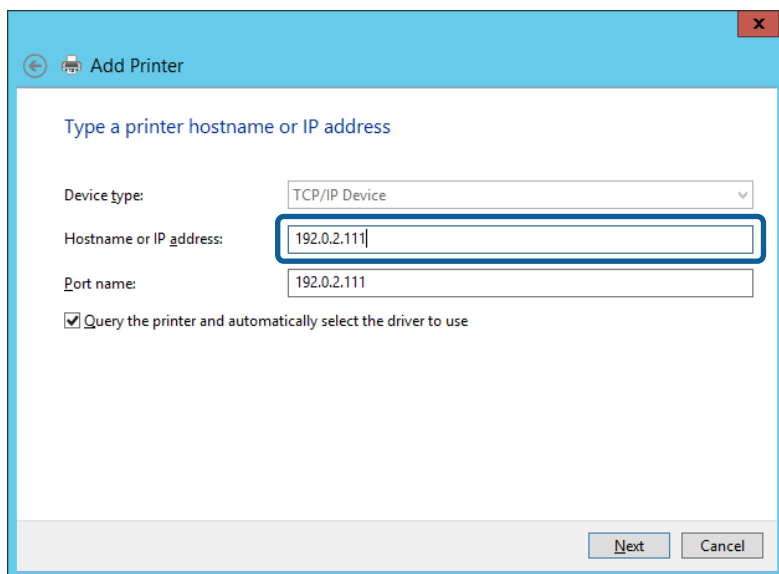 x
Add Printer
Type a printer hostname or IP address
Device type: TCP/IP Device
Hostname or IP address: 192.0.2.111
Port name: 192.0.2.111
Query the printer and automatically select the driver to use
Next Cancel